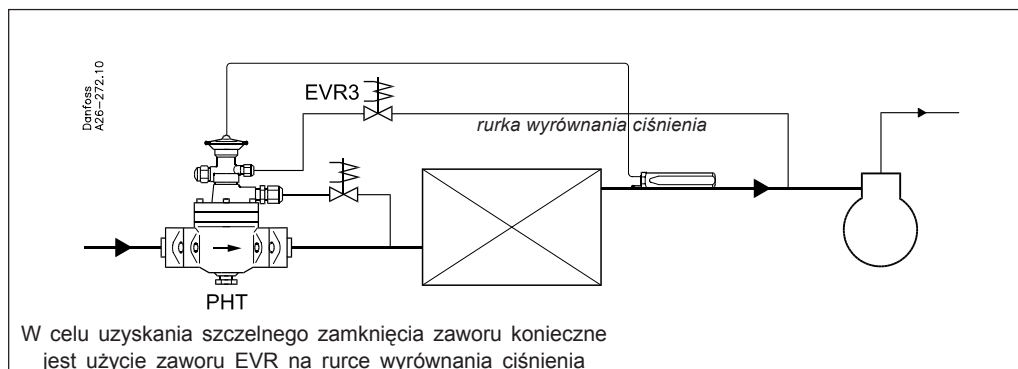 Danfoss
A26-272.10
EVR3
rurka wyrównania ciśnienia
PHT
W celu uzyskania szczelnego zamknięcia zaworu konieczne
jest użycie zaworu EVR na rurce wyrównania ciśnienia